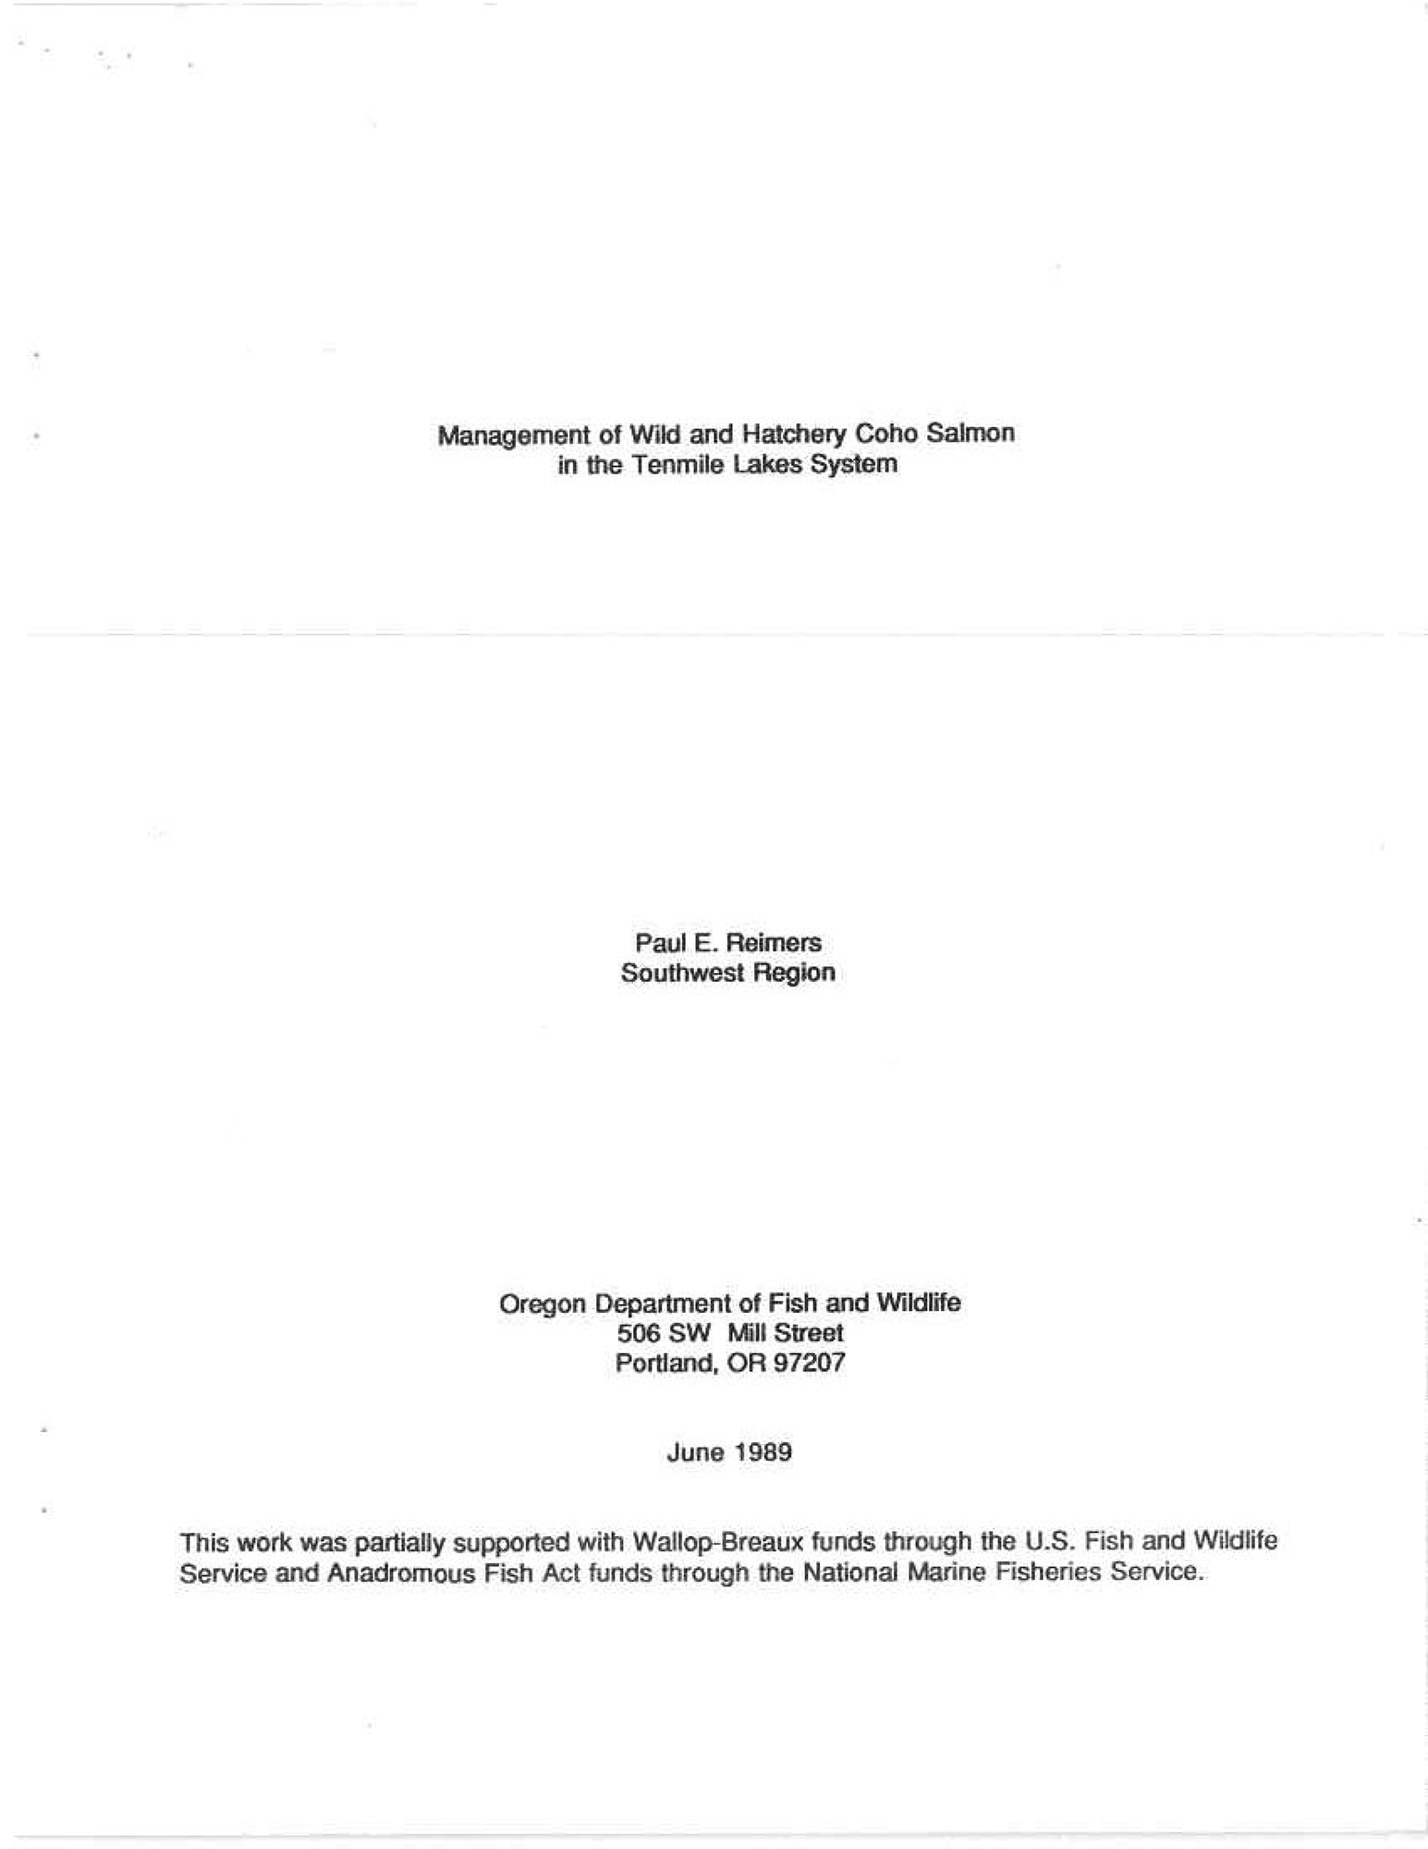 Management of Wild and Hatchery Coho Salmon
in the Tenmile Lakes System
Paul E. Reimers
Southwest Region
Oregon Department of Fish and Wildlife
506 SW Mill Street
Portland, OR 97207
June 1989
This work was partially supported with Wallop-Breaux funds through the U.S. Fish and Wildlife
Service and Anadromous Fish Act funds through the National Marine Fisheries Service.